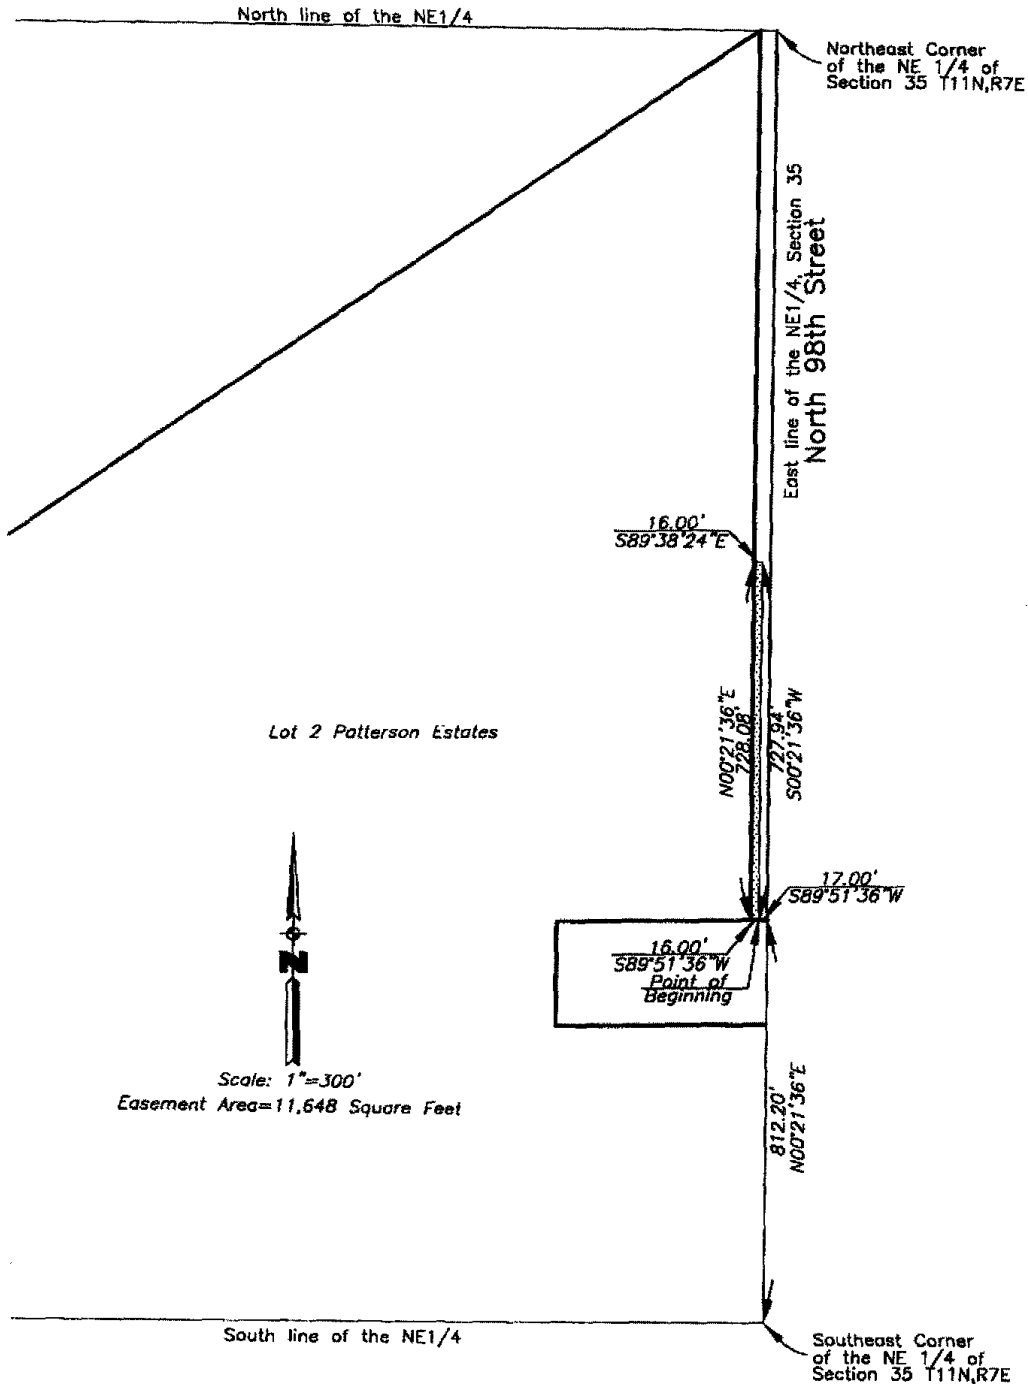 North line of the NE1/4
Northeast Corner
of the NE 1/4 of
Section 35 T11N,R7E
East line of the NE1/4, Section 35
North 98th Street
16.00'
S89°38'24"E
N00°21'36"E
728.08'
727.94'
S00°21'36"W
Lot 2 Patterson Estates
17.00'
S89°51'36"W
16.00'
S89°51'36"W
Point of
Beginning
N
Scale: 1"=300'
Easement Area=11,648 Square Feet
812.20'
N00°21'36"E
South line of the NE1/4
Southeast Corner
of the NE 1/4 of
Section 35 T11N,R7E